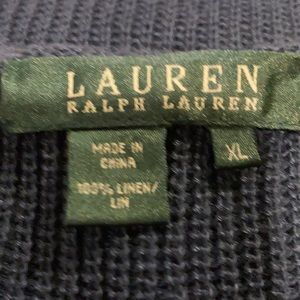 LAUREN
RALPH LAUREN
MADE IN
CHINA
XL
100% LINEN/
LIN